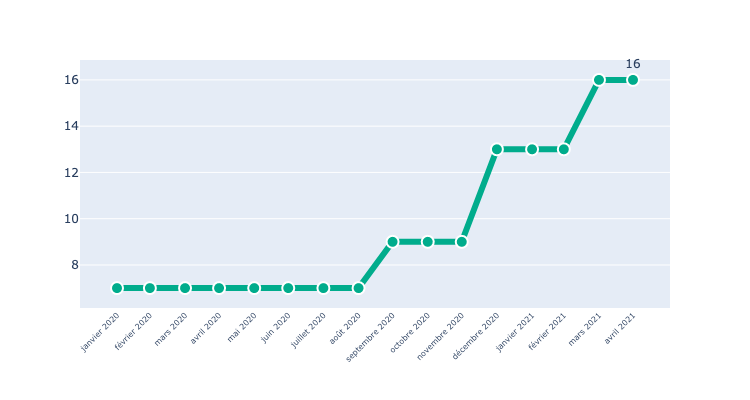 16
16
14
12
10
8
janvier 2020
février 2020
mars 2020
avril 2020
mai 2020
juin 2020
juillet 2020
août 2020
septembre 2020
octobre 2020
novembre 2020
décembre 2020
janvier 2021
février 2021
mars 2021
avril 2021